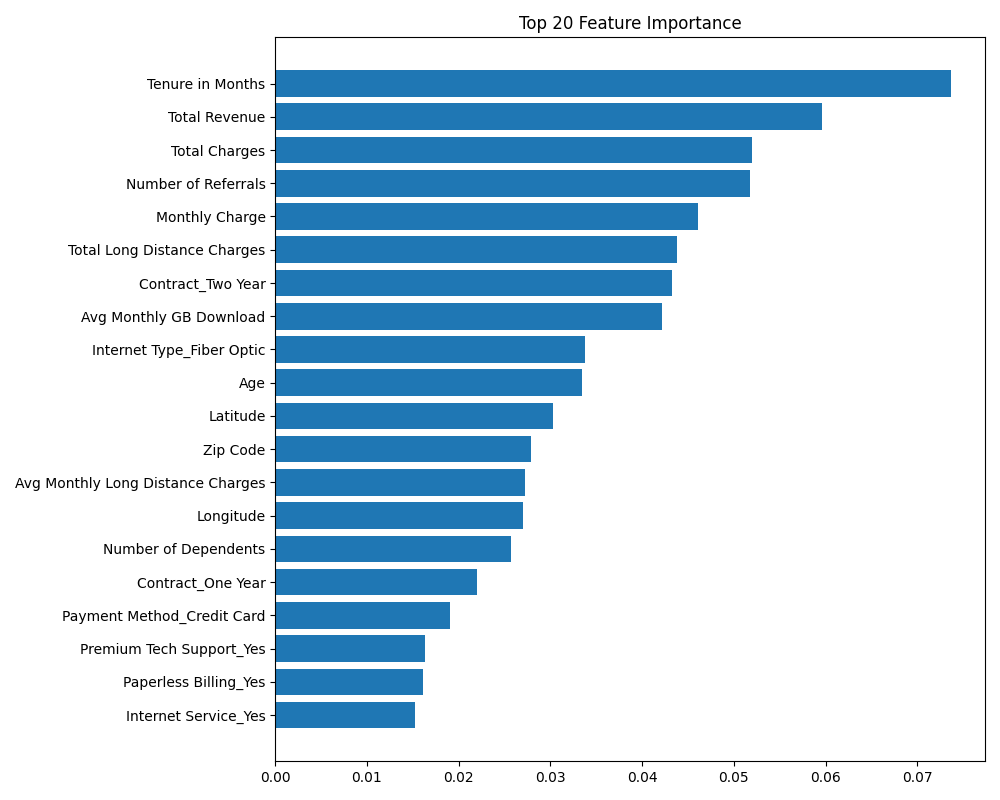 Top 20 Feature Importance
Tenure in Months
Total Revenue
Total Charges
Number of Referrals
Monthly Charge
Total Long Distance Charges
Contract_Two Year
Avg Monthly GB Download
Internet Type_Fiber Optic
Age
Latitude
Zip Code
Avg Monthly Long Distance Charges
Longitude
Number of Dependents
Contract_One Year
Payment Method_Credit Card
Premium Tech Support_Yes
Paperless Billing_Yes
Internet Service_Yes
0.00 0.01 0.02 0.03 0.04 0.05 0.06 0.07